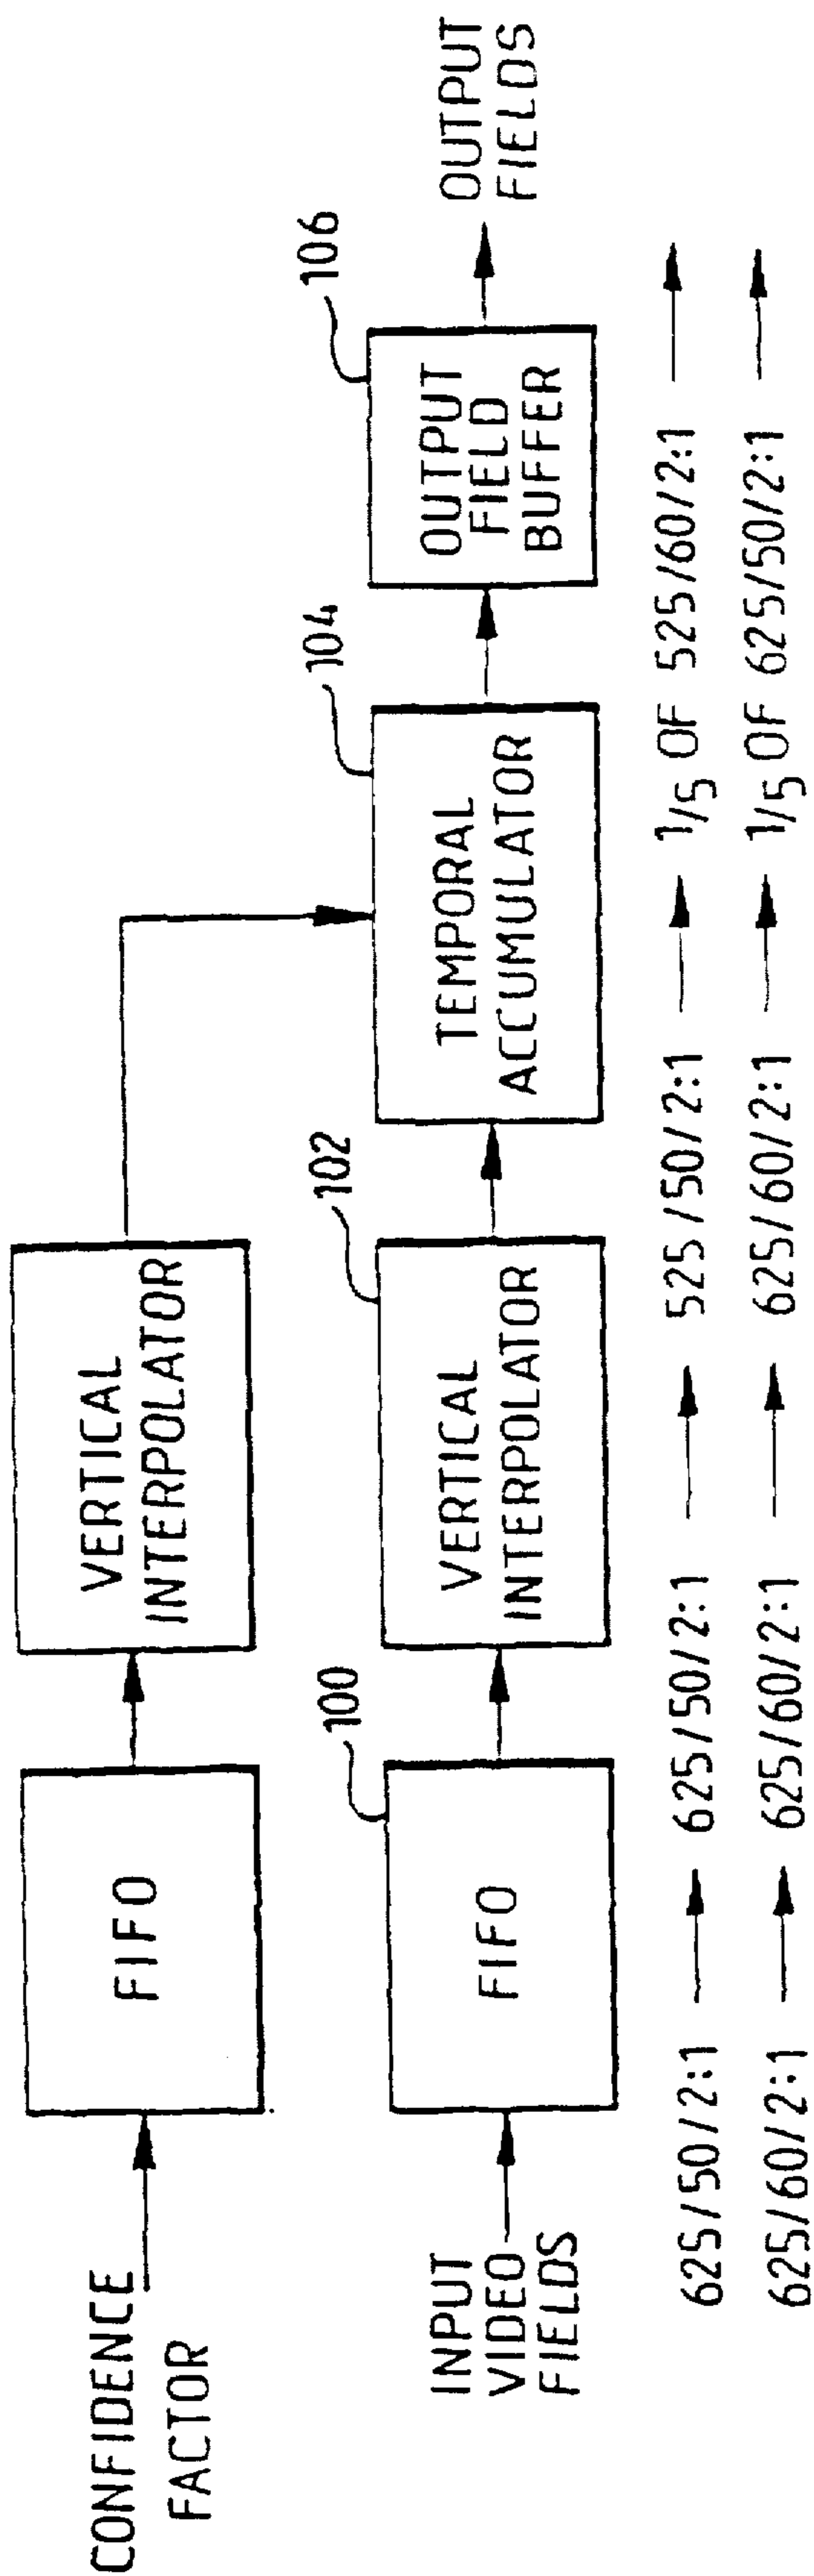 CONFIDENCE
FACTOR
FIFO
VERTICAL
INTERPOLATOR
INPUT
VIDEO
FIELDS
100
FIFO
102
VERTICAL
INTERPOLATOR
104
TEMPORAL
ACCUMULATOR
106
OUTPUT
FIELD
BUFFER
OUTPUT
FIELDS
625/50/2:1 625/50/2:1 525/50/2:1 1/5 OF 525/60/2:1
625/60/2:1 625/60/2:1 625/60/2:1 1/5 OF 625/50/2:1